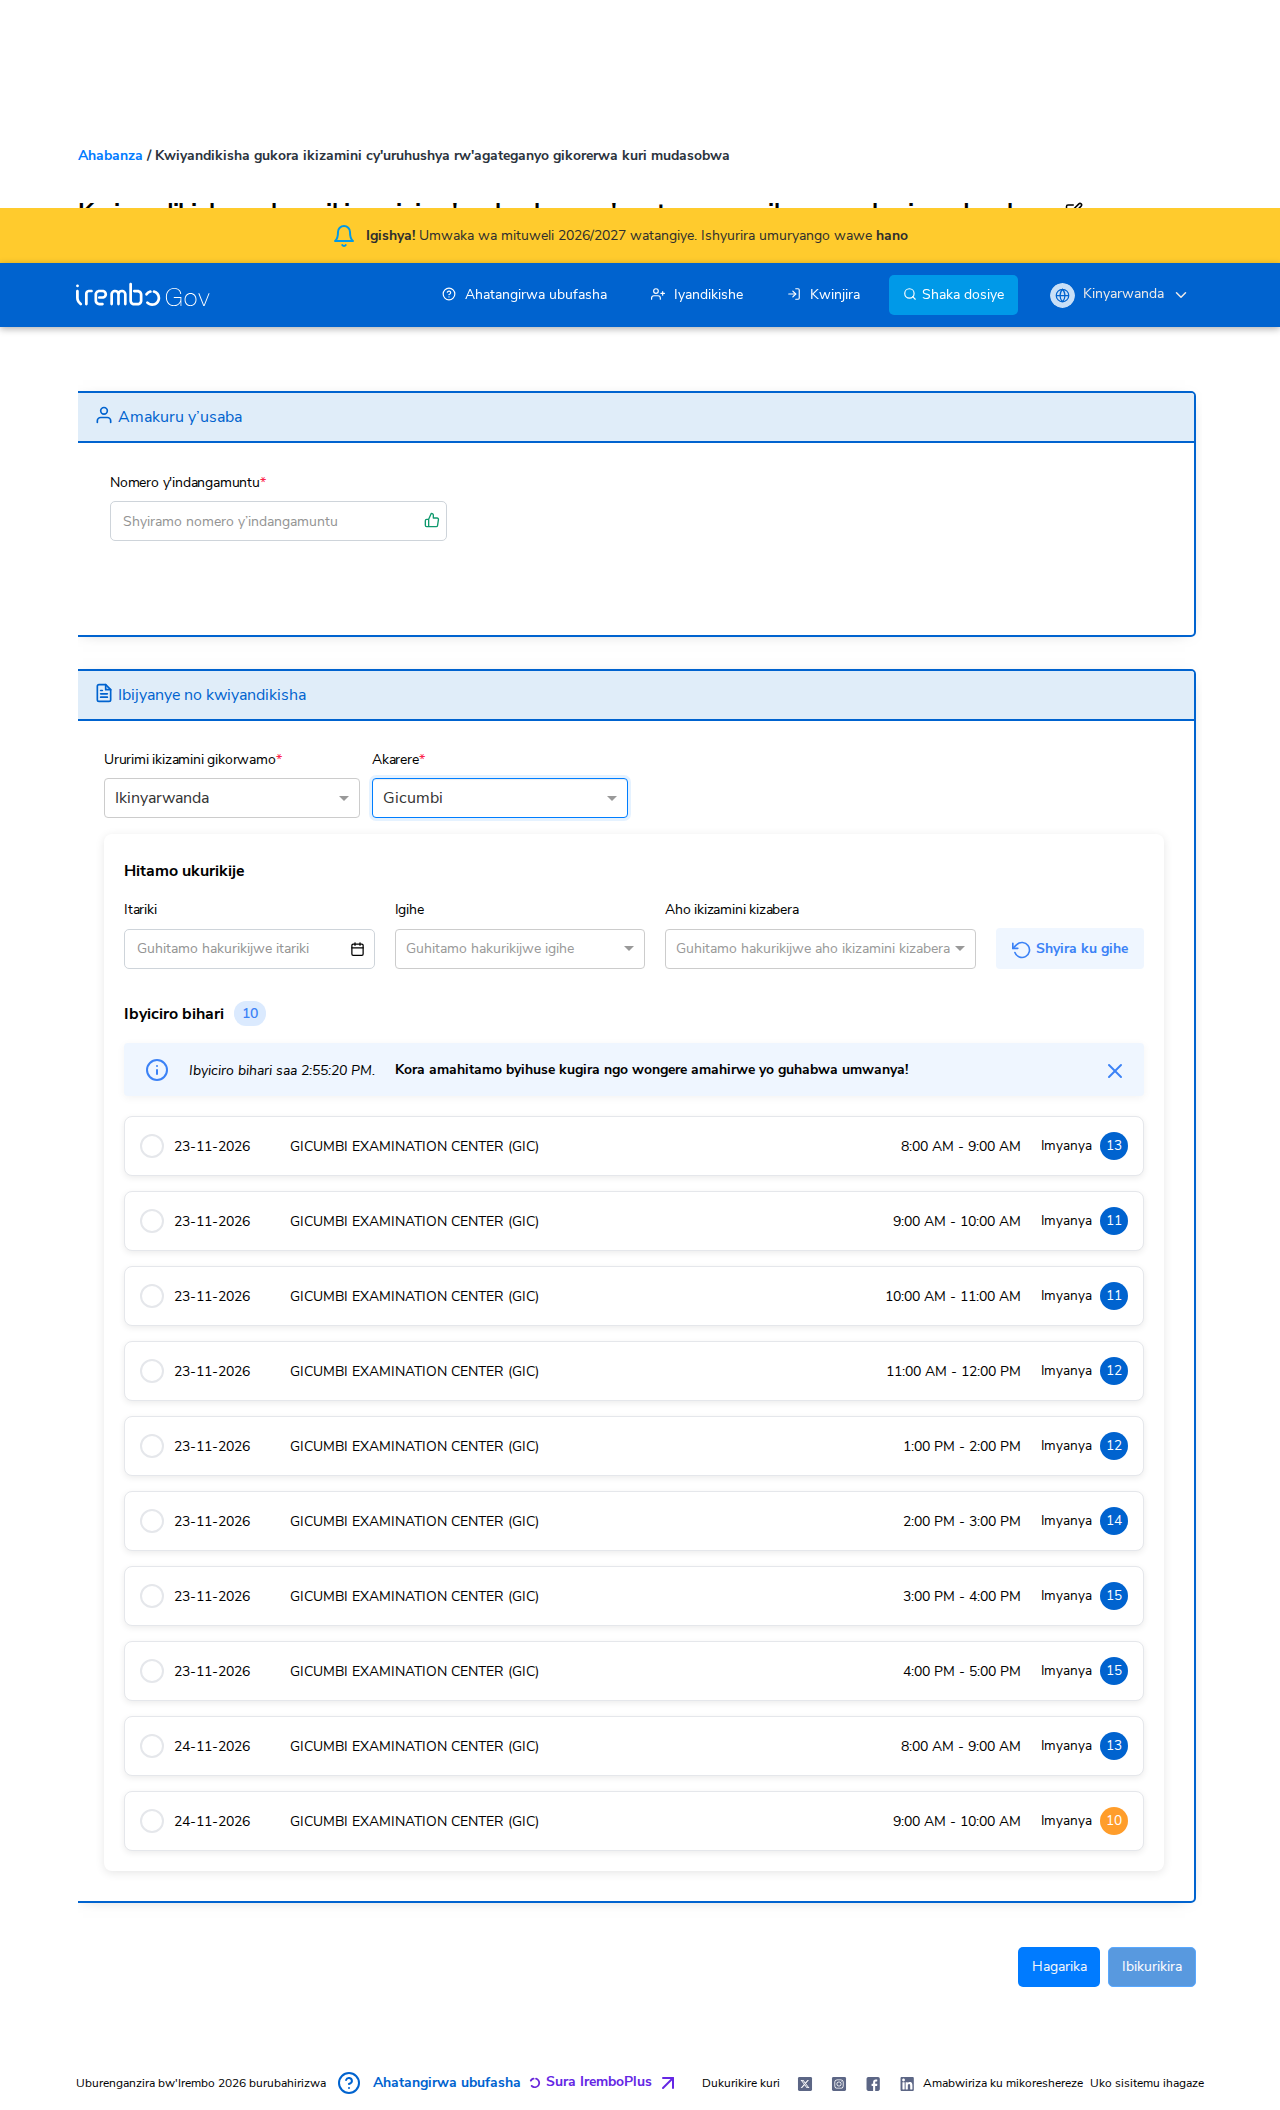 Ahabanza / Kwiyandikisha gukora ikizamini cy'uruhushya rw'agateganyo gikorerwa kuri mudasobwa
Igishya! Umwaka wa mituweli 2026/2027 watangiye. Ishyurira umuryango wawe hano
irembo Gov
Ahatangirwa ubufasha
Iyandikishe
Kwinjira
Shaka dosiye
Kinyarwanda
Amakuru y’usaba
Nomero y'indangamuntu*
Shyiramo nomero y’indangamuntu
Ibijyanye no kwiyandikisha
Ururimi ikizamini gikorwamo* Akarere*
Ikinyarwanda Gicumbi
Hitamo ukurikije
Itariki Igihe Aho ikizamini kizabera
Guhitamo hakurikijwe itariki Guhitamo hakurikijwe igihe Guhitamo hakurikijwe aho ikizamini kizabera Shyira ku gihe
Ibyiciro bihari 10
Ibyiciro bihari saa 2:55:20 PM. Kora amahitamo byihuse kugira ngo wongere amahirwe yo guhabwa umwanya!
23-11-2026 GICUMBI EXAMINATION CENTER (GIC) 8:00 AM - 9:00 AM Imyanya 13
23-11-2026 GICUMBI EXAMINATION CENTER (GIC) 9:00 AM - 10:00 AM Imyanya 11
23-11-2026 GICUMBI EXAMINATION CENTER (GIC) 10:00 AM - 11:00 AM Imyanya 11
23-11-2026 GICUMBI EXAMINATION CENTER (GIC) 11:00 AM - 12:00 PM Imyanya 12
23-11-2026 GICUMBI EXAMINATION CENTER (GIC) 1:00 PM - 2:00 PM Imyanya 12
23-11-2026 GICUMBI EXAMINATION CENTER (GIC) 2:00 PM - 3:00 PM Imyanya 14
23-11-2026 GICUMBI EXAMINATION CENTER (GIC) 3:00 PM - 4:00 PM Imyanya 15
23-11-2026 GICUMBI EXAMINATION CENTER (GIC) 4:00 PM - 5:00 PM Imyanya 15
24-11-2026 GICUMBI EXAMINATION CENTER (GIC) 8:00 AM - 9:00 AM Imyanya 13
24-11-2026 GICUMBI EXAMINATION CENTER (GIC) 9:00 AM - 10:00 AM Imyanya 10
Hagarika Ibikurikira
Uburenganzira bw'Irembo 2026 burubahirizwa Ahatangirwa ubufasha Sura IremboPlus Dukurikire kuri Amabwiriza ku mikoreshereze Uko sisitemu ihagaze